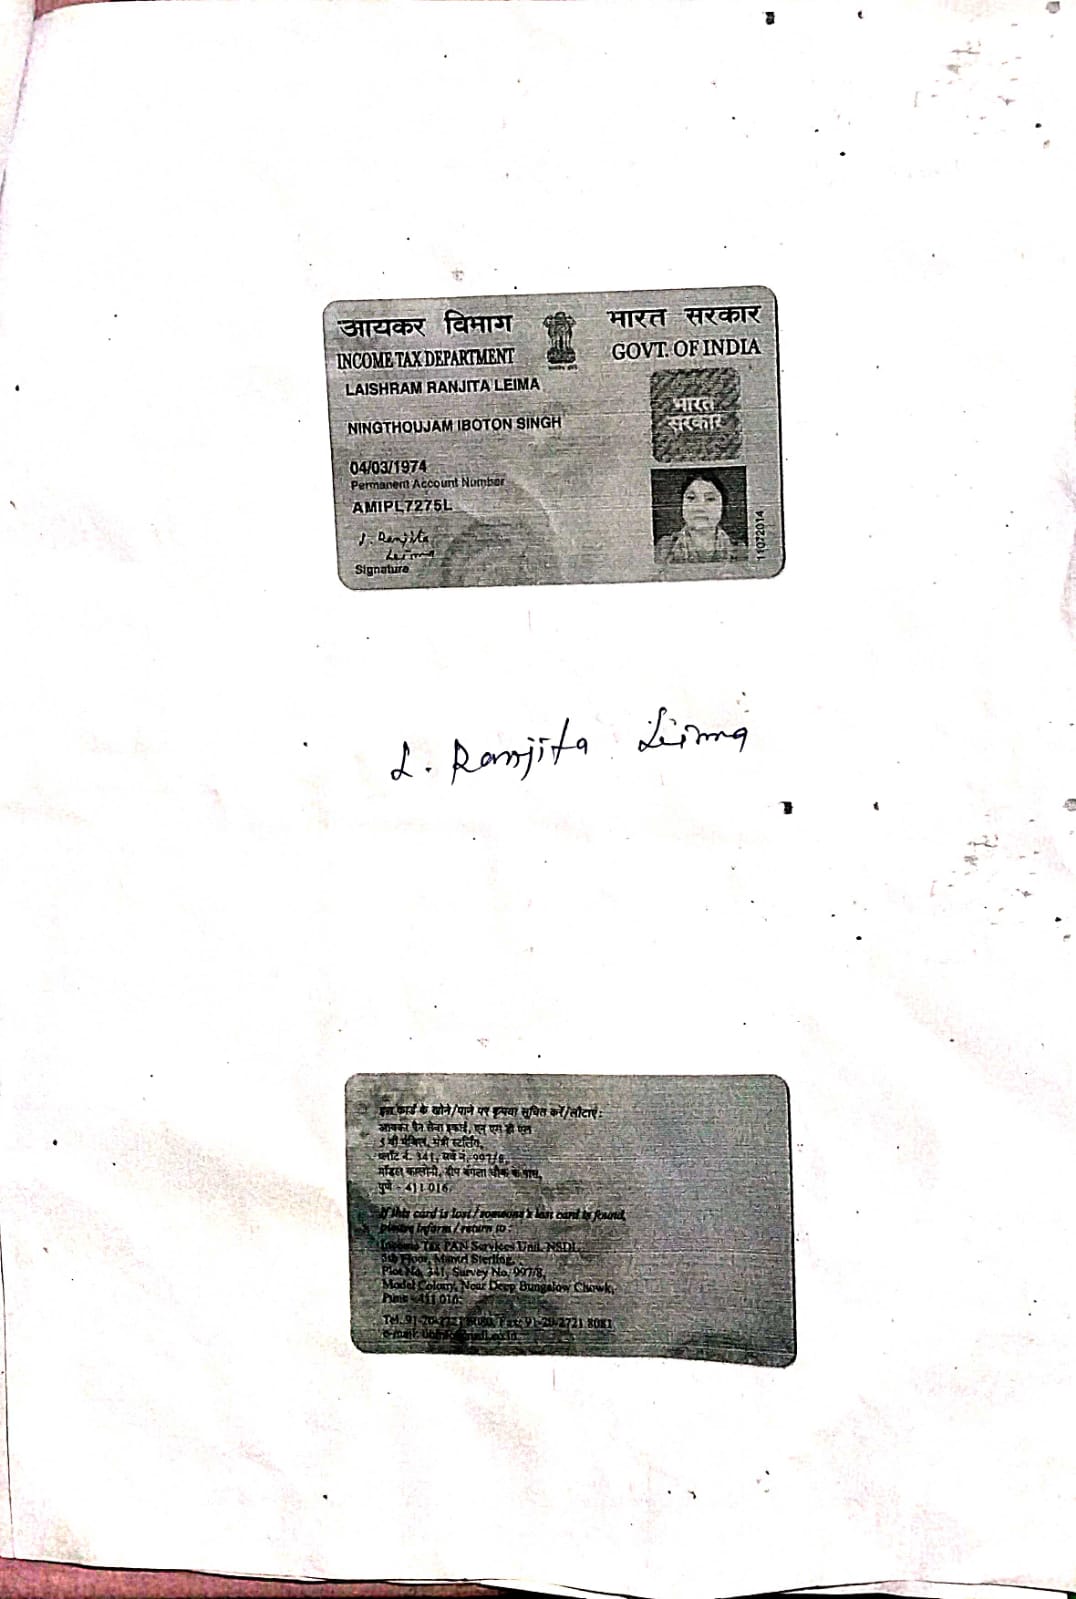 आयकर विभाग
भारत सरकार
INCOME TAX DEPARTMENT
GOVT. OF INDIA
LAISHRAM RANJITA LEIMA
NINGTHOUJAM IBOTON SINGH
भारत
सरकार
04/03/1974
Permanent Account Number
AMIPL7275L
L. Ranjita
Leima
Signature
11072014
L. Ranjita Leima
इस कार्ड के खोने/पाने पर कृपया सूचित करें/लौटाएं :
आयकर पैन सेवा इकाई, एन एस डी एल
5 वी मंजिल, मंत्री स्टर्लिंग,
प्लॉट नं. 341, सर्वे नं. 997/8,
मॉडल कालोनी, दीप बंगला चौक के पास,
पुणे - 411 016.
If this card is lost / someone's lost card is found,
please inform / return to :
Income Tax PAN Services Unit, NSDL
5th Floor, Mantri Sterling,
Plot No. 341, Survey No. 997/8,
Model Colony, Near Deep Bungalow Chowk,
Pune - 411 016.
Tel: 91-20-2721 8080, Fax: 91-20-2721 8081
e-mail: